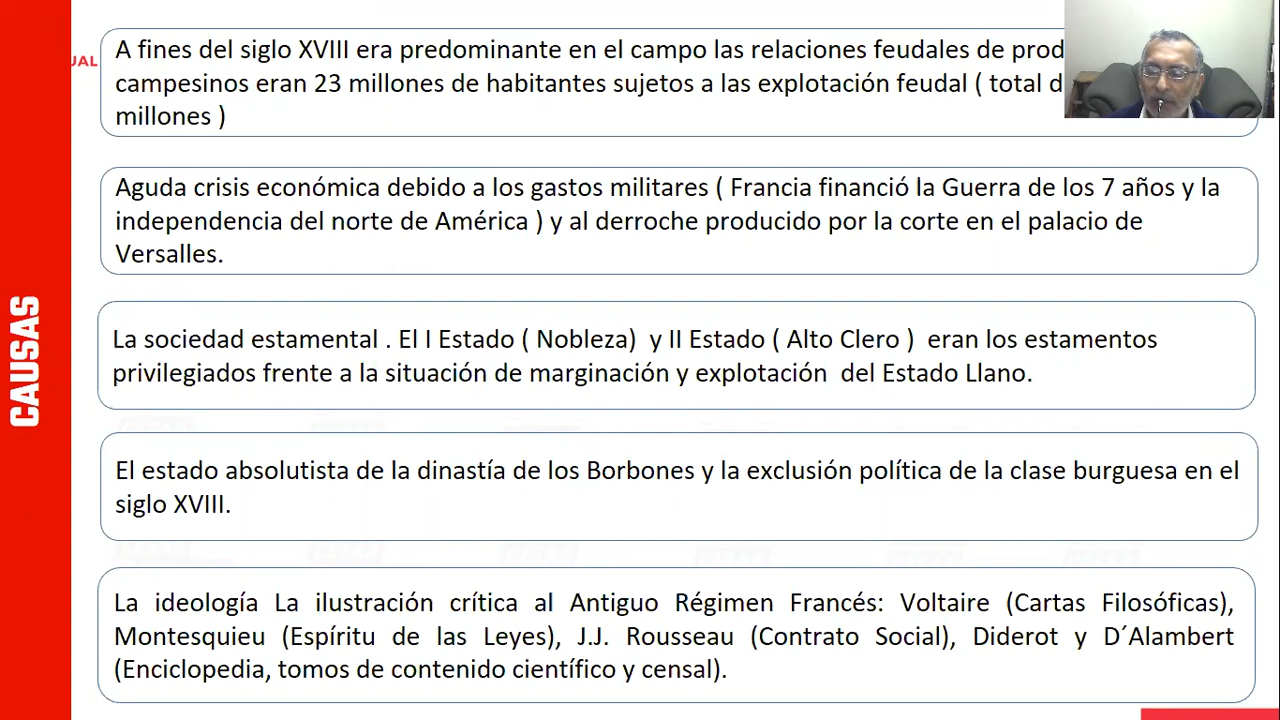 CAUSAS
UAL
A fines del siglo XVIII era predominante en el campo las relaciones feudales de
campesinos eran 23 millones de habitantes sujetos a las explotación feudal ( total
millones )
Aguda crisis económica debido a los gastos militares ( Francia financió la Guerra de los 7 años y la
independencia del norte de América ) y al derroche producido por la corte en el palacio de
Versalles.
La sociedad estamental . El I Estado ( Nobleza) y II Estado ( Alto Clero ) eran los estamentos
privilegiados frente a la situación de marginación y explotación del Estado Llano.
El estado absolutista de la dinastía de los Borbones y la exclusión política de la clase burguesa en el
siglo XVIII.
La ideología La ilustración crítica al Antiguo Régimen Francés: Voltaire (Cartas Filosóficas),
Montesquieu (Espíritu de las Leyes), J.J. Rousseau (Contrato Social), Diderot y D´Alambert
(Enciclopedia, tomos de contenido científico y censal).